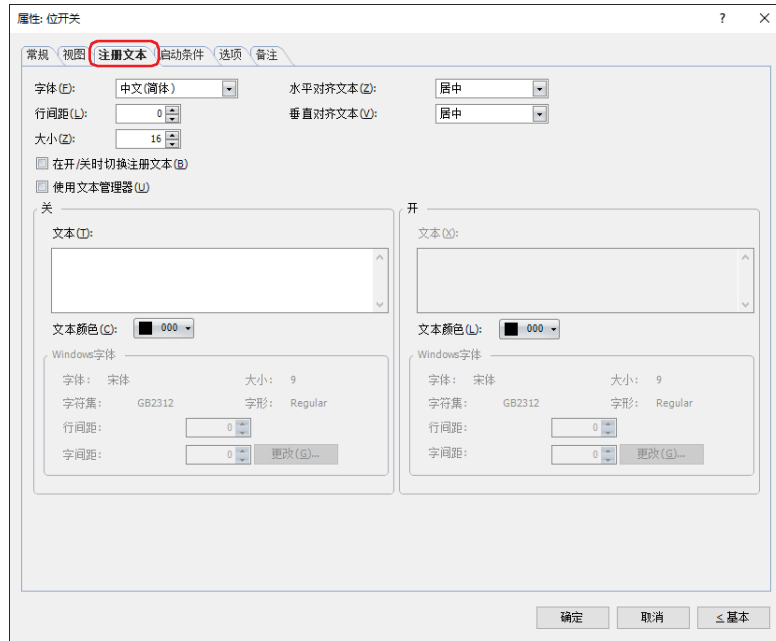 属性: 位开关
? ×
常规 视图 注册文本 启动条件 选项 备注
字体(F): 中文(简体) 水平对齐文本(Z): 居中
行间距(L): 0 垂直对齐文本(V): 居中
大小(Z): 16
在开/关时切换注册文本(B)
使用文本管理器(U)
关
文本(T):
文本颜色(C): 000
Windows字体
字体: 宋体 大小: 9
字符集: GB2312 字形: Regular
行间距: 0
字间距: 0 更改(G)...
开
文本(X):
文本颜色(L): 000
Windows字体
字体: 宋体 大小: 9
字符集: GB2312 字形: Regular
行间距: 0
字间距: 0 更改(G)...
确定 取消 <基本